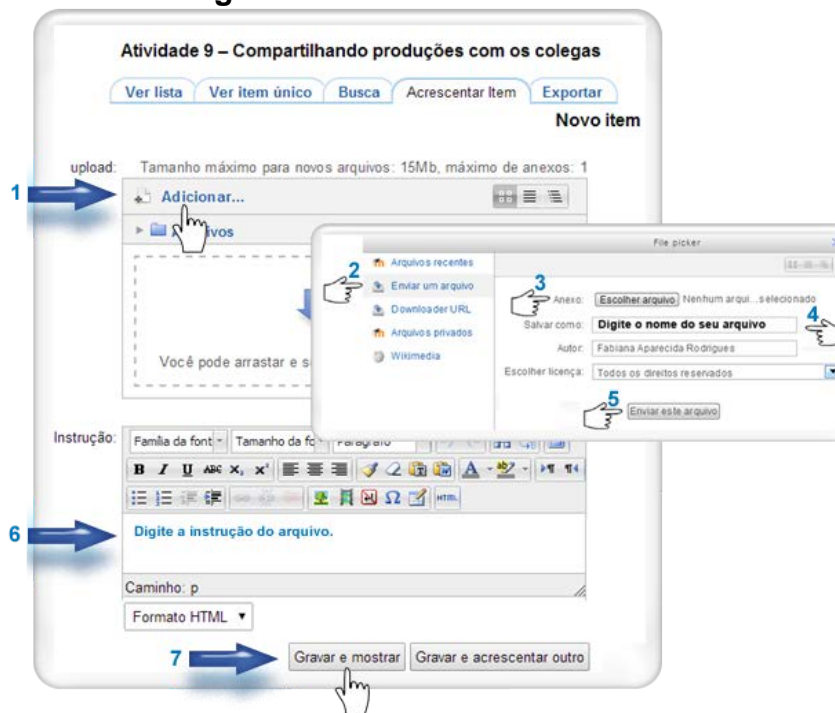 Atividade 9 – Compartilhando produções com os colegas
Ver lista Ver item único Busca Acrescentar Item Exportar
Novo item
upload: Tamanho máximo para novos arquivos: 15Mb, máximo de anexos: 1
1 Adicionar...
File picker
2 Arquivos recentes
Enviar um arquivo
Downloader URL
Arquivos privados
Wikimedia
3
Anexo: Escolher arquivo Nenhum arqui...selecionado
4
Salvar como: Digite o nome do seu arquivo
Autor: Fabiana Aparecida Rodrigues
Escolher licença: Todos os direitos reservados
5
Enviar este arquivo
Você pode arrastar e s
Instrução: Família da font Tamanho da fo Parágrafo
B I U ABC X₂ X² A
Ω HTML
6 Digite a instrução do arquivo.
Caminho: p
Formato HTML
7 Gravar e mostrar Gravar e acrescentar outro